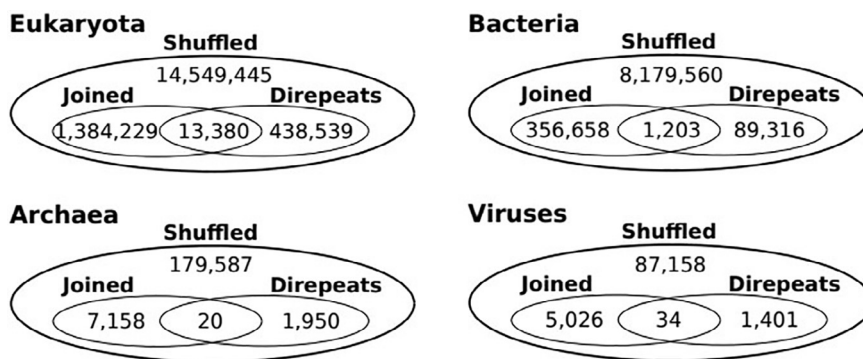 Eukaryota
Shuffled
14,549,445
Joined Direpeats
1,384,229 13,380 438,539
Bacteria
Shuffled
8,179,560
Joined Direpeats
356,658 1,203 89,316
Archaea
Shuffled
179,587
Joined Direpeats
7,158 20 1,950
Viruses
Shuffled
87,158
Joined Direpeats
5,026 34 1,401